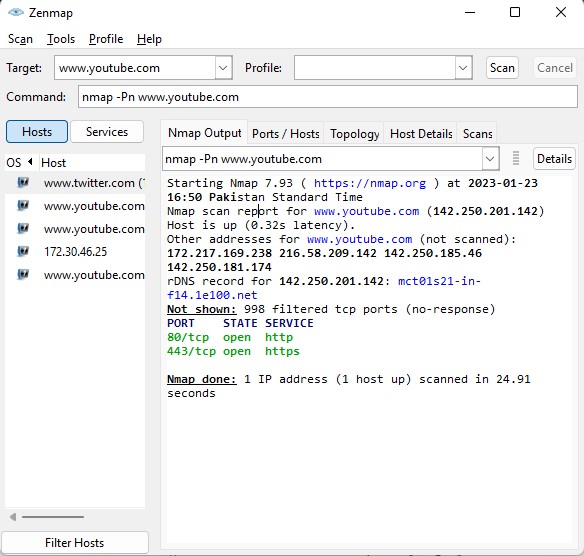 Zenmap
Scan Tools Profile Help
Target: www.youtube.com Profile: Scan Cancel
Command: nmap -Pn www.youtube.com
Hosts Services
OS Host
www.twitter.com (
www.youtube.com
www.youtube.com
172.30.46.25
www.youtube.com
Filter Hosts
Nmap Output Ports / Hosts Topology Host Details Scans
nmap -Pn www.youtube.com Details
Starting Nmap 7.93 ( https://nmap.org ) at 2023-01-23
16:50 Pakistan Standard Time
Nmap scan report for www.youtube.com (142.250.201.142)
Host is up (0.32s latency).
Other addresses for www.youtube.com (not scanned):
172.217.169.238 216.58.209.142 142.250.185.46
142.250.181.174
rDNS record for 142.250.201.142: mct01s21-in-
f14.1e100.net
Not shown: 998 filtered tcp ports (no-response)
PORT STATE SERVICE
80/tcp open http
443/tcp open https
Nmap done: 1 IP address (1 host up) scanned in 24.91
seconds